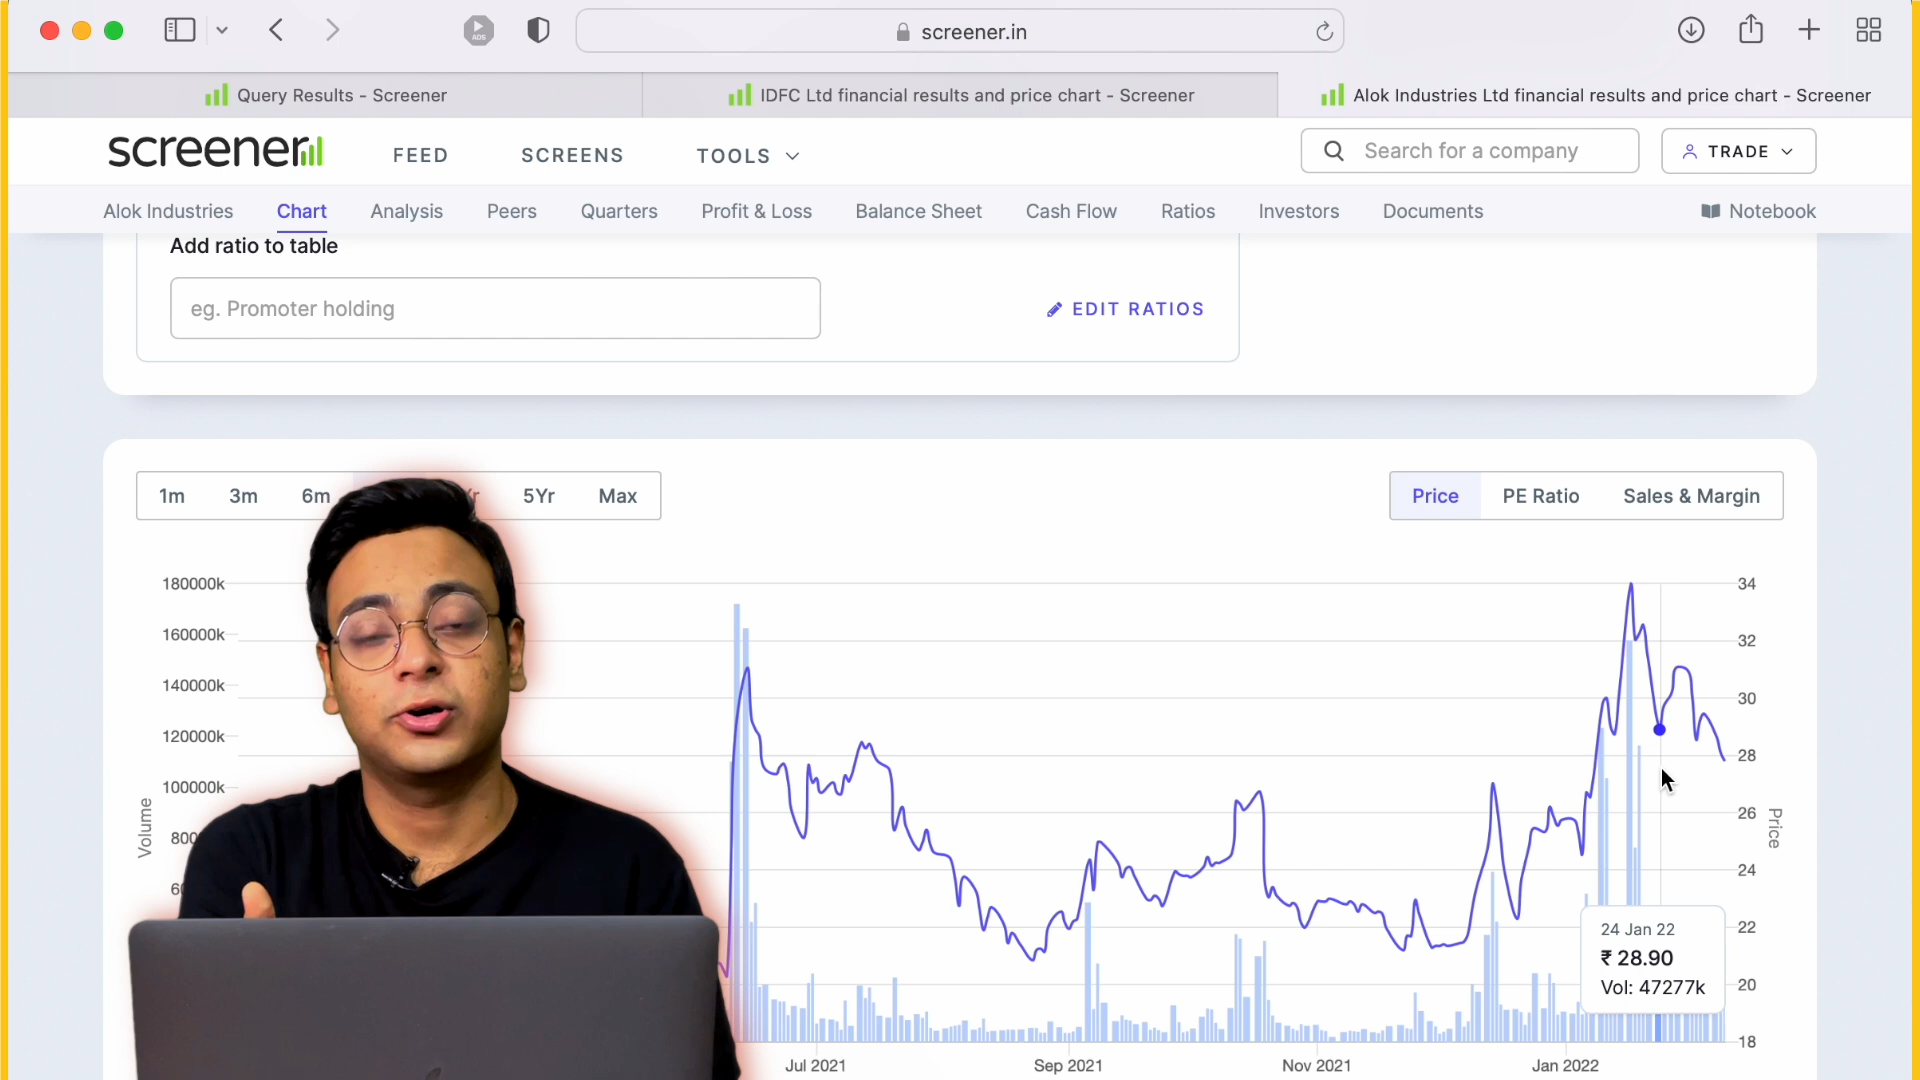 screener.in
ADS
Query Results - Screener
IDFC Ltd financial results and price chart - Screener
Alok Industries Ltd financial results and price chart - Screener
screener
FEED
SCREENS
TOOLS
Search for a company
TRADE
Alok Industries
Chart
Analysis
Peers
Quarters
Profit & Loss
Balance Sheet
Cash Flow
Ratios
Investors
Documents
Notebook
Add ratio to table
eg. Promoter holding
EDIT RATIOS
1m
3m
6m
5Yr
Max
Price
PE Ratio
Sales & Margin
180000k
160000k
140000k
120000k
100000k
Volume
34
32
30
28
26
24
22
20
18
Price
24 Jan 22
₹ 28.90
Vol: 47277k
Jul 2021
Sep 2021
Nov 2021
Jan 2022